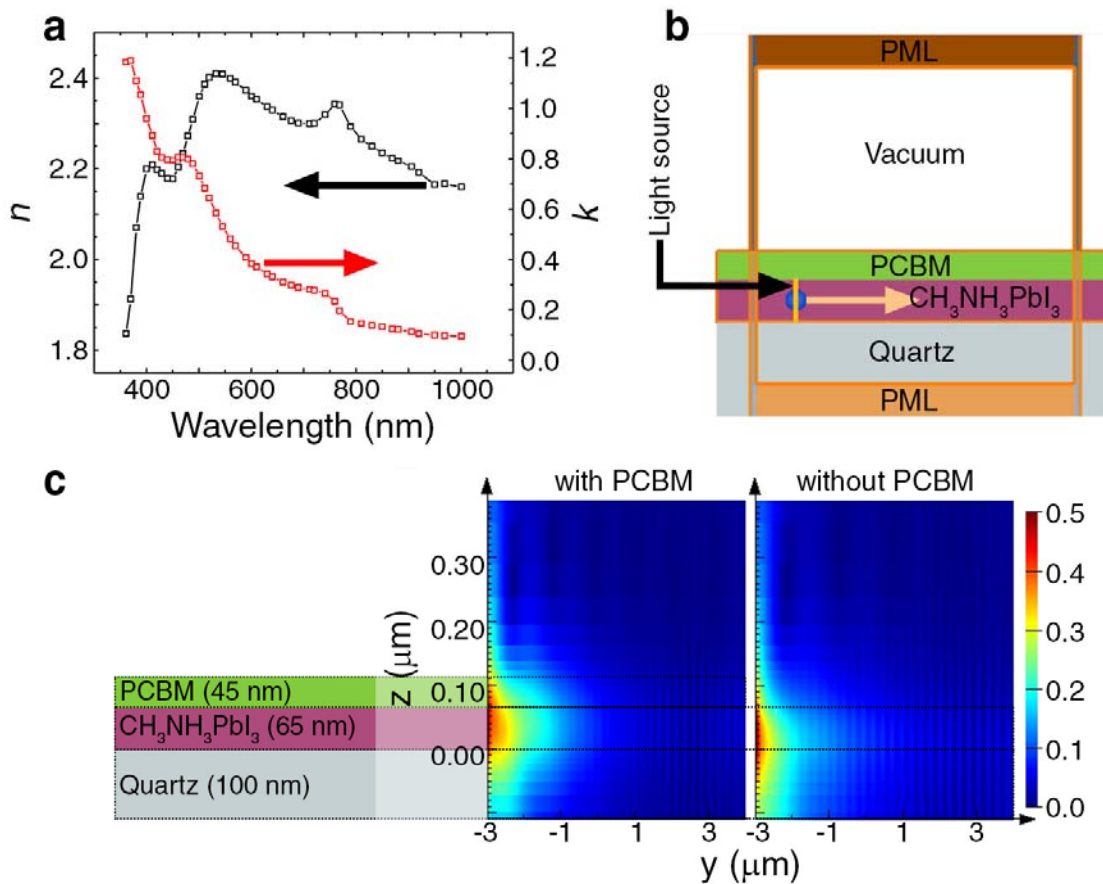 a
2.4
2.2
2.0
1.8
n
1.2
1.0
0.8
0.6
0.4
0.2
0.0
k
400
600
800
1000
Wavelength (nm)
b
PML
Vacuum
Light source
PCBM
CH₃NH₃PbI₃
Quartz
PML
c
with PCBM
without PCBM
0.30
0.20
0.10
0.00
z (μm)
PCBM (45 nm)
CH₃NH₃PbI₃ (65 nm)
Quartz (100 nm)
-3
-1
1
3
-3
-1
1
3
y (μm)
0.5
0.4
0.3
0.2
0.1
0.0